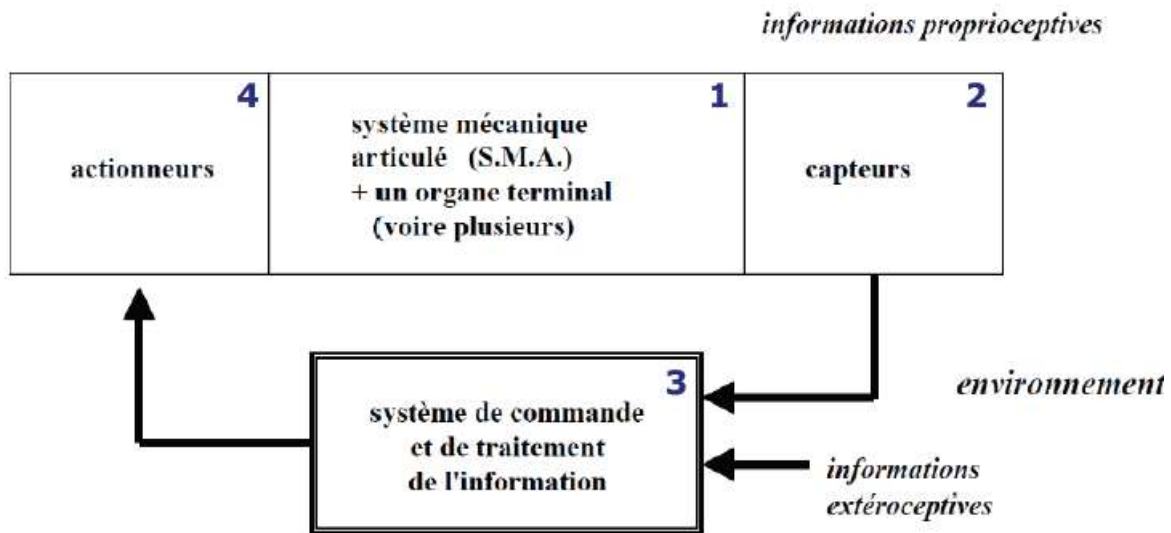 informations proprioceptives
4
1
2
actionneurs
système mécanique
articulé (S.M.A.)
+ un organe terminal
(voire plusieurs)
capteurs
3
système de commande
et de traitement
de l'information
environnement
informations
extéroceptives